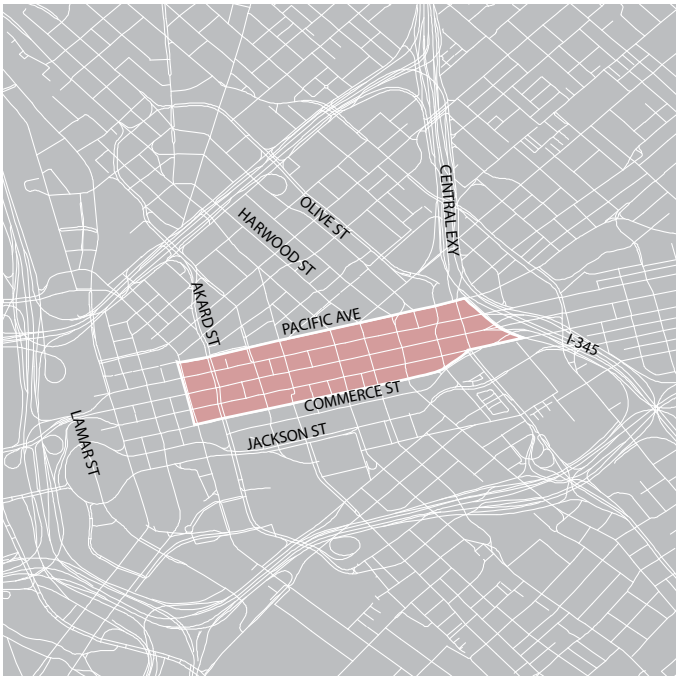 CENTRAL EXY
OLIVE ST
HARWOOD ST
AKARD ST
PACIFIC AVE
I-345
COMMERCE ST
LAMAR ST
JACKSON ST